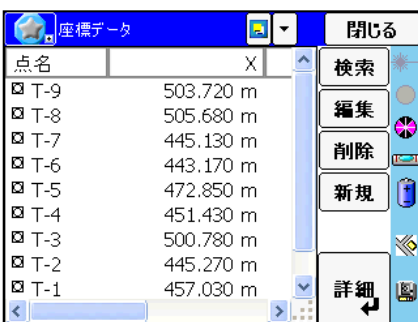 座標データ 閉じる
点名 X
検索
T-9 503.720 m
T-8 505.680 m
編集
T-7 445.130 m
T-6 443.170 m
削除
T-5 472.850 m
新規
T-4 451.430 m
T-3 500.780 m
T-2 445.270 m
T-1 457.030 m
詳細